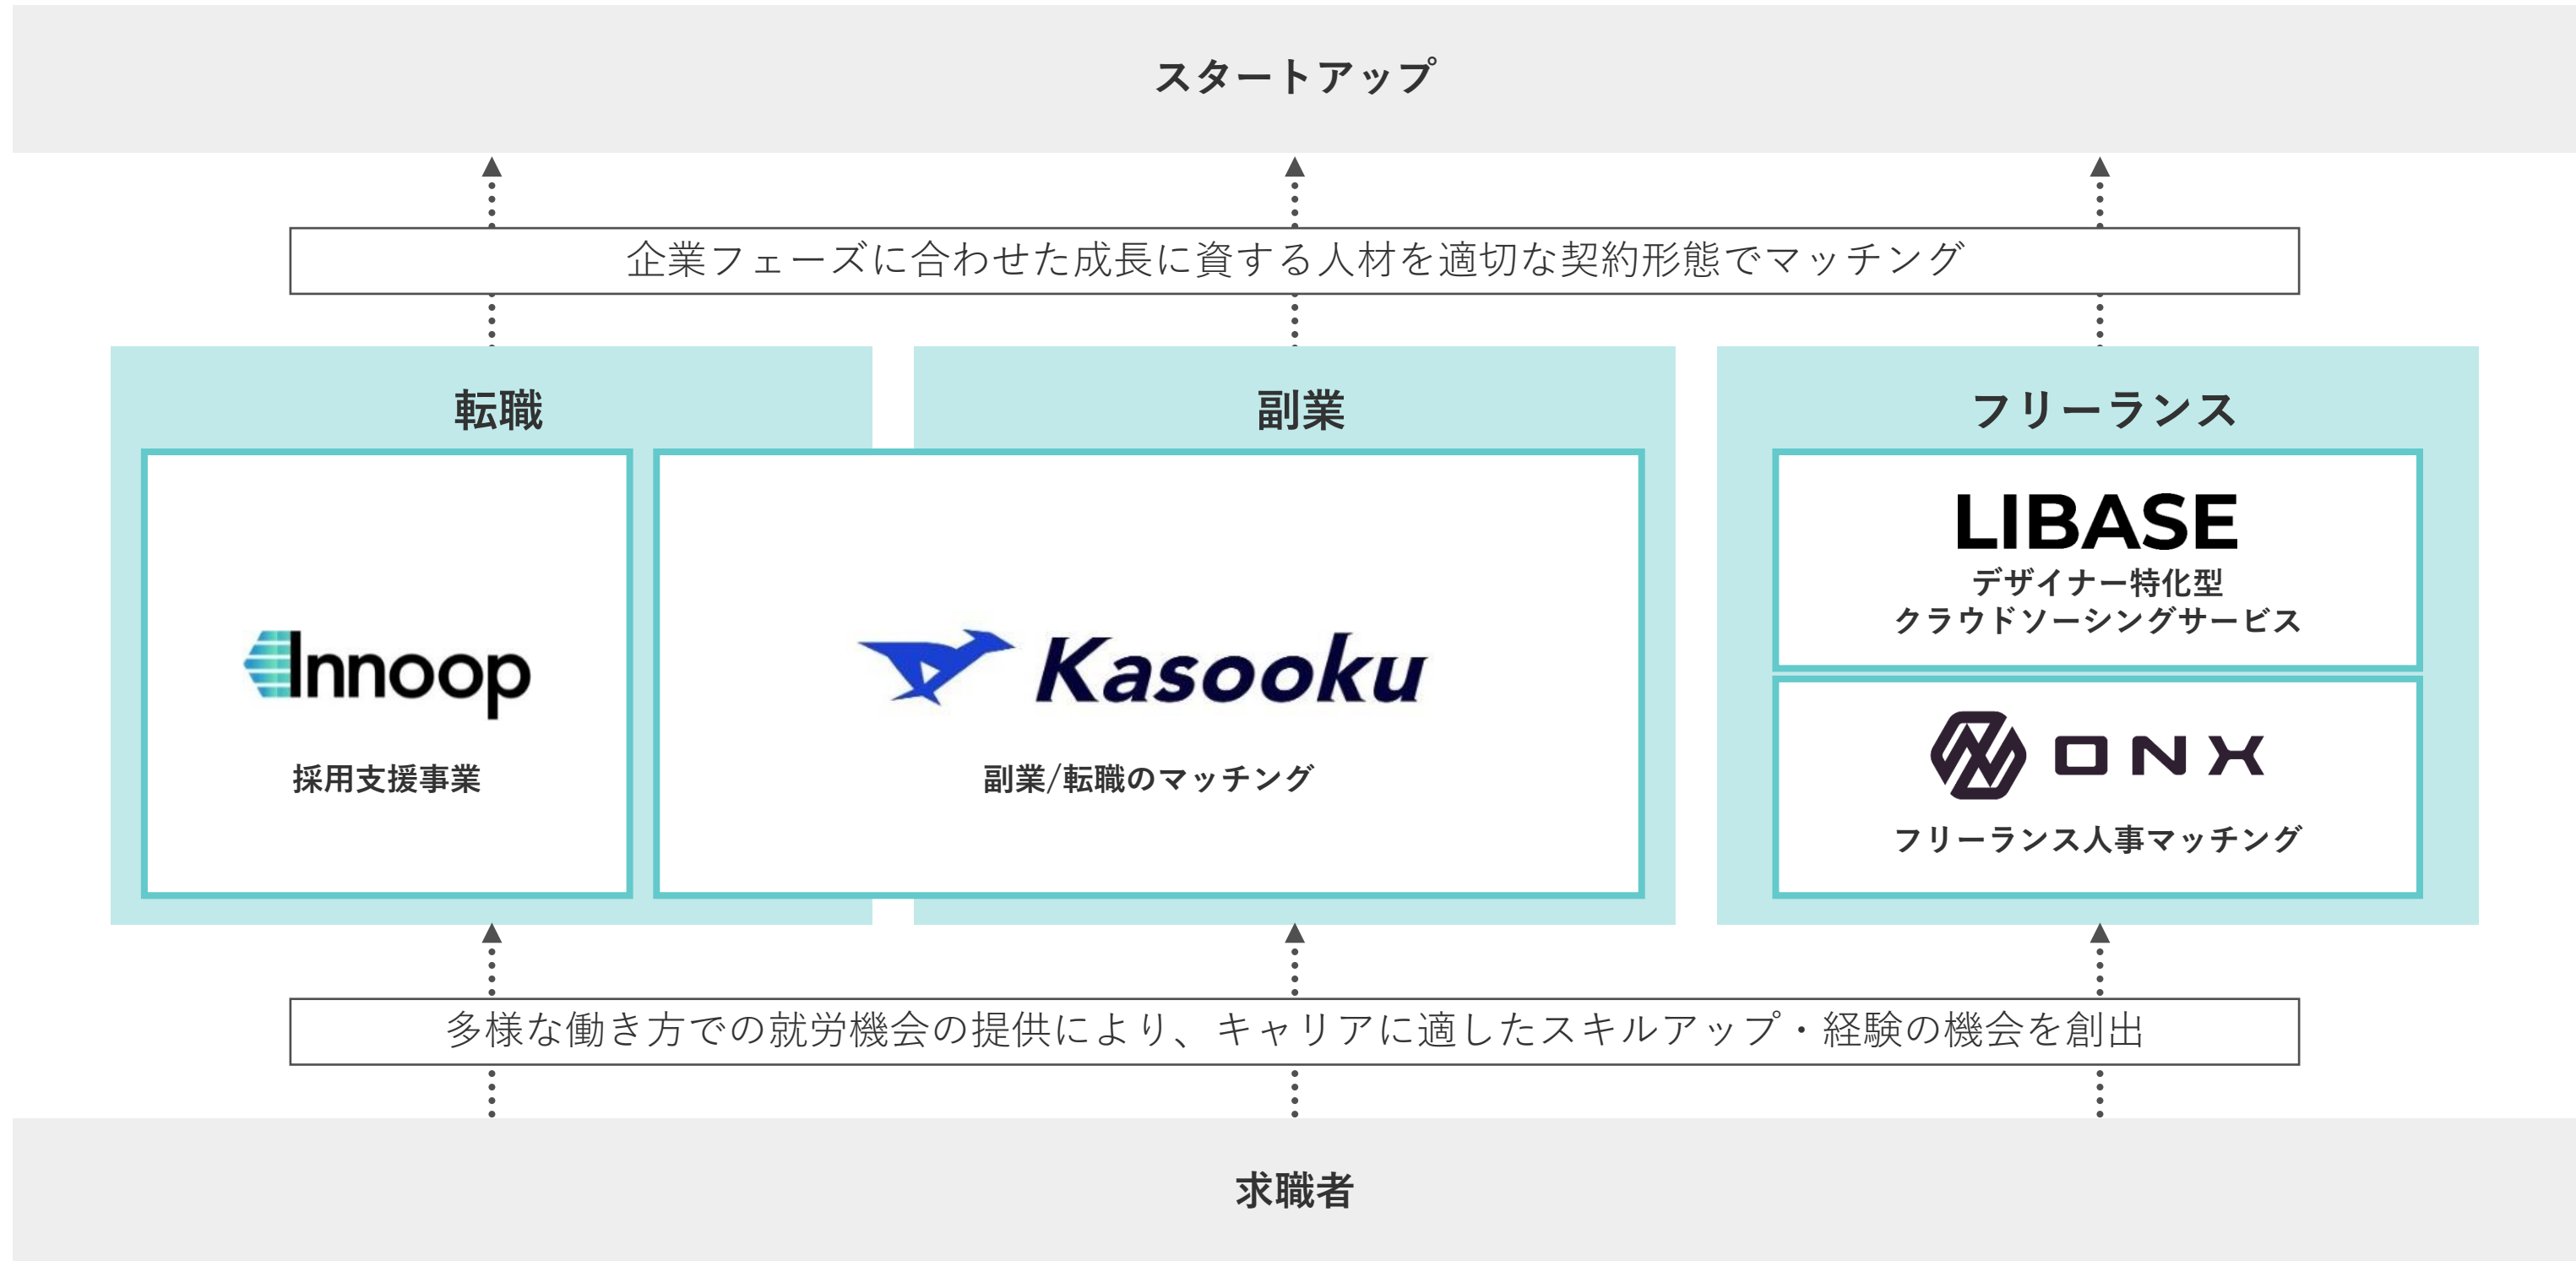 スタートアップ
企業フェーズに合わせた成長に資する人材を適切な契約形態でマッチング
転職
副業
フリーランス
Innoop
採用支援事業
Kasooku
副業/転職のマッチング
LIBASE
デザイナー特化型
クラウドソーシングサービス
ONX
フリーランス人事マッチング
多様な働き方での就労機会の提供により、キャリアに適したスキルアップ・経験の機会を創出
求職者